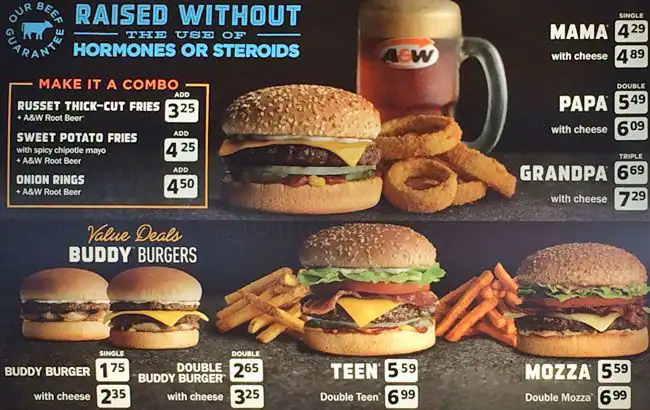 OUR BEEF GUARANTEE
RAISED WITHOUT
THE USE OF
HORMONES OR STEROIDS
MAKE IT A COMBO
RUSSET THICK-CUT FRIES
+ A&W Root Beer
ADD
3 25
SWEET POTATO FRIES
with spicy chipotle mayo
+ A&W Root Beer
ADD
4 25
ONION RINGS
+ A&W Root Beer
ADD
4 50
A&W
SINGLE
MAMA 4 29
with cheese 4 89
DOUBLE
PAPA 5 49
with cheese 6 09
TRIPLE
GRANDPA 6 69
with cheese 7 29
Value Deals
BUDDY BURGERS
SINGLE
BUDDY BURGER 1 75
with cheese 2 35
DOUBLE
DOUBLE
BUDDY BURGER 2 65
with cheese 3 25
TEEN 5 59
Double Teen 6 99
MOZZA 5 59
Double Mozza 6 99